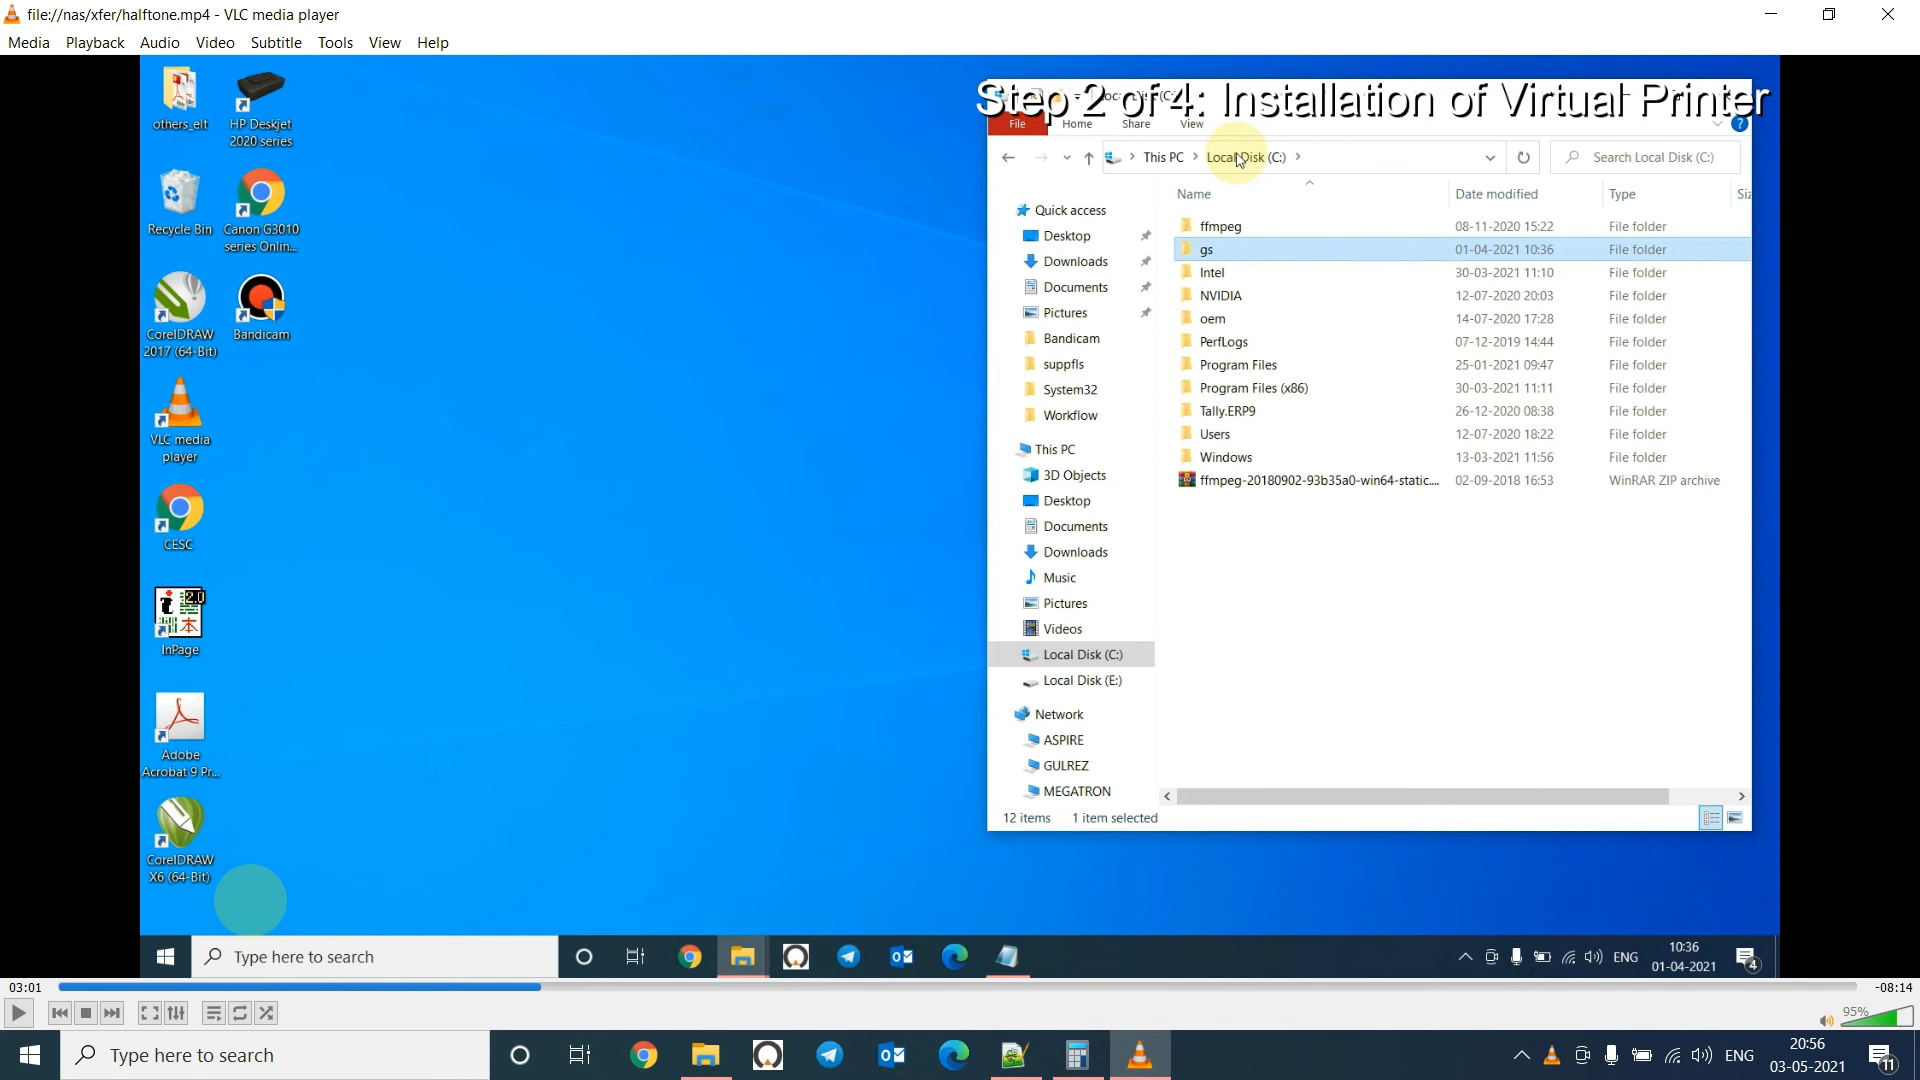 file://nas/xfer/halftone.mp4 - VLC media player
Media Playback Audio Video Subtitle Tools View Help
others_elt
HP Deskjet
2020 series
Recycle Bin
Canon G3010
series Onlin...
CorelDRAW
2017 (64-Bit)
Bandicam
VLC media
player
CESC
2.0
InPage
Adobe
Acrobat 9 Pr...
CorelDRAW
X6 (64-Bit)
Step 2 of 4: Installation of Virtual Printer
File Home Share View
This PC Local Disk (C:)
Search Local Disk (C:)
Quick access
Desktop
Downloads
Documents
Pictures
Bandicam
suppfls
System32
Workflow
This PC
3D Objects
Desktop
Documents
Downloads
Music
Pictures
Videos
Local Disk (C:)
Local Disk (E:)
Network
ASPIRE
GULREZ
MEGATRON
Name Date modified Type
ffmpeg 08-11-2020 15:22 File folder
gs 01-04-2021 10:36 File folder
Intel 30-03-2021 11:10 File folder
NVIDIA 12-07-2020 20:03 File folder
oem 14-07-2020 17:28 File folder
PerfLogs 07-12-2019 14:44 File folder
Program Files 25-01-2021 09:47 File folder
Program Files (x86) 30-03-2021 11:11 File folder
Tally.ERP9 26-12-2020 08:38 File folder
Users 12-07-2020 18:22 File folder
Windows 13-03-2021 11:56 File folder
ffmpeg-20180902-93b35a0-win64-static.... 02-09-2018 16:53 WinRAR ZIP archive
12 items 1 item selected
Type here to search
ENG
10:36
01-04-2021
4
03:01
-08:14
95%
Type here to search
ENG
20:56
03-05-2021
11